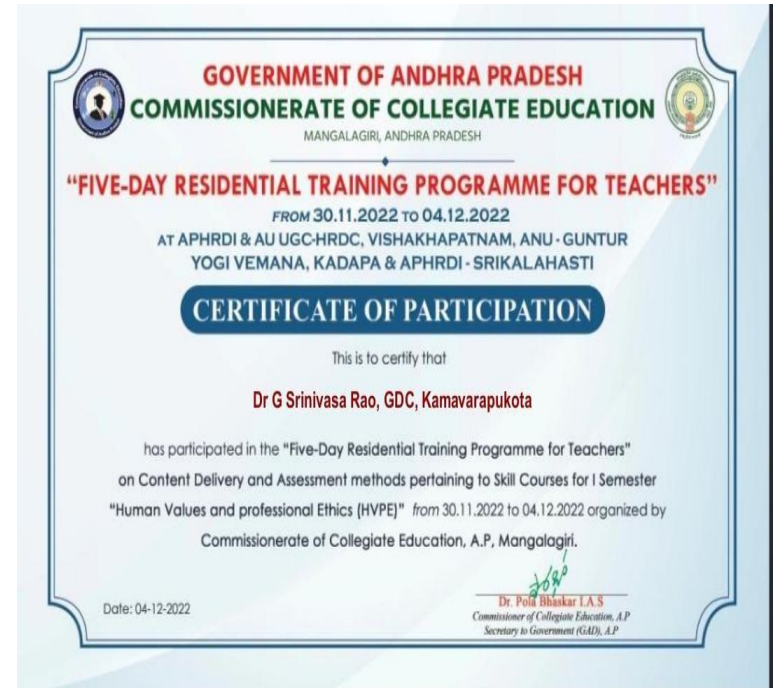 GOVERNMENT OF ANDHRA PRADESH
COMMISSIONERATE OF COLLEGIATE EDUCATION
MANGALAGIRI, ANDHRA PRADESH
“FIVE-DAY RESIDENTIAL TRAINING PROGRAMME FOR TEACHERS”
FROM 30.11.2022 TO 04.12.2022
AT APHRDI & AU UGC-HRDC, VISHAKHAPATNAM, ANU - GUNTUR
YOGI VEMANA, KADAPA & APHRDI - SRIKALAHASTI
CERTIFICATE OF PARTICIPATION
This is to certify that
Dr G Srinivasa Rao, GDC, Kamavarapukota
has participated in the “Five-Day Residential Training Programme for Teachers”
on Content Delivery and Assessment methods pertaining to Skill Courses for I Semester
“Human Values and professional Ethics (HVPE)” from 30.11.2022 to 04.12.2022 organized by
Commissionerate of Collegiate Education, A.P, Mangalagiri.
Date: 04-12-2022
Dr. Pola Bhaskar I.A.S
Commissioner of Collegiate Education, A.P
Secretary to Government (GAD), A.P